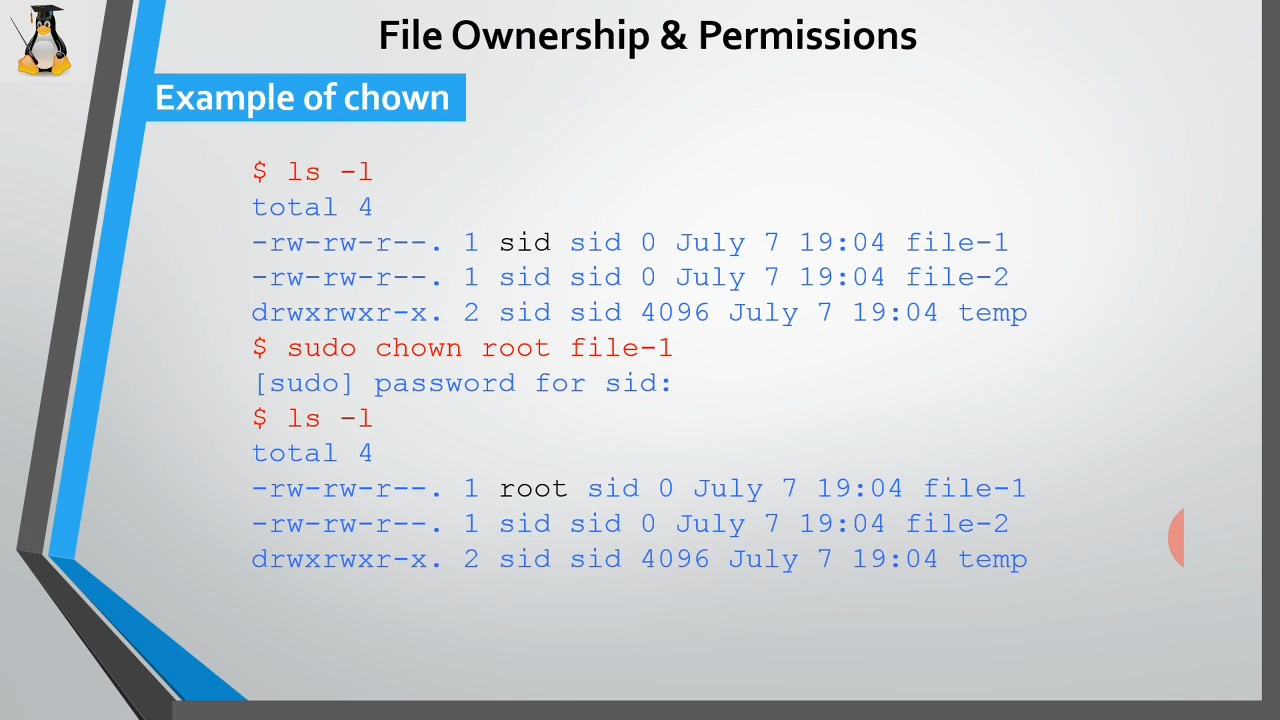 File Ownership & Permissions
Example of chown
$ ls -l
total 4
-rw-rw-r--. 1 sid sid 0 July 7 19:04 file-1
-rw-rw-r--. 1 sid sid 0 July 7 19:04 file-2
drwxrwxr-x. 2 sid sid 4096 July 7 19:04 temp
$ sudo chown root file-1
[sudo] password for sid:
$ ls -l
total 4
-rw-rw-r--. 1 root sid 0 July 7 19:04 file-1
-rw-rw-r--. 1 sid sid 0 July 7 19:04 file-2
drwxrwxr-x. 2 sid sid 4096 July 7 19:04 temp